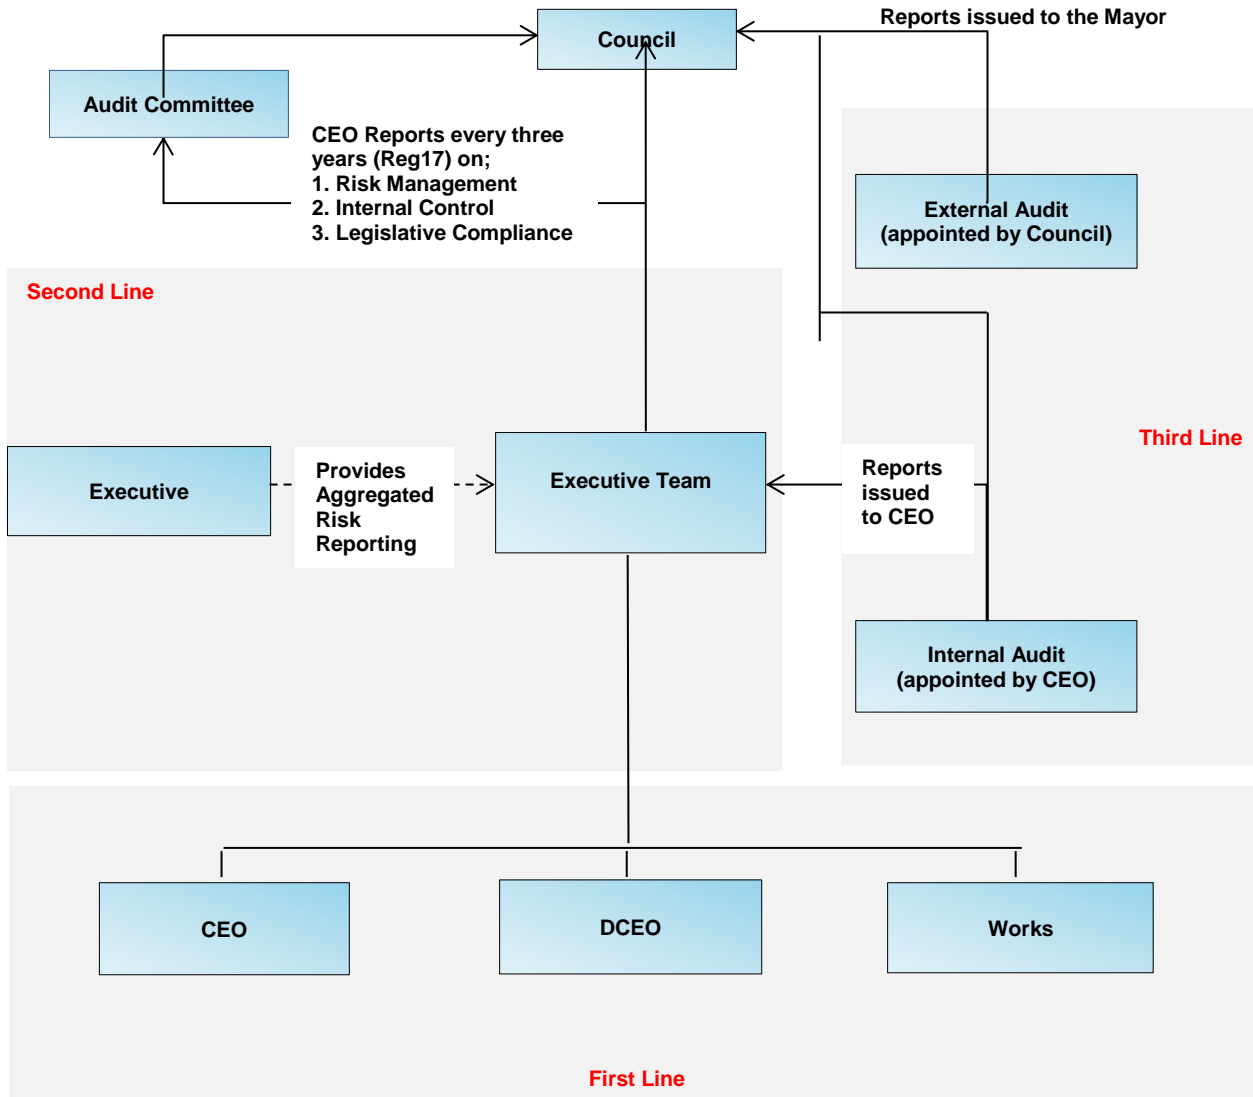 Reports issued to the Mayor
Council
Audit Committee
CEO Reports every three
years (Reg17) on;
1. Risk Management
2. Internal Control
3. Legislative Compliance
External Audit
(appointed by Council)
Second Line
Third Line
Executive
Provides
Aggregated
Risk
Reporting
Executive Team
Reports
issued
to CEO
Internal Audit
(appointed by CEO)
CEO
DCEO
Works
First Line